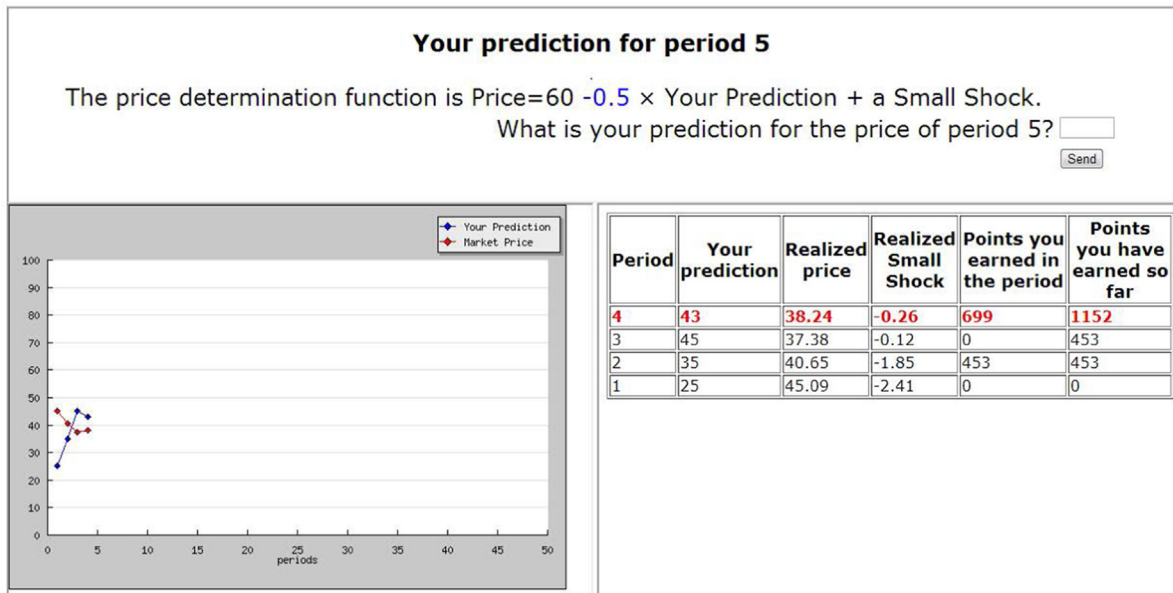 Your prediction for period 5
The price determination function is Price=60 -0.5 × Your Prediction + a Small Shock.
What is your prediction for the price of period 5?
Send
Your Prediction
Market Price
100
90
80
70
60
50
40
30
20
10
0
0 5 10 15 20 25 30 35 40 45 50
periods
Period Your prediction Realized price Realized Small Shock Points you earned in the period Points you have earned so far
4 43 38.24 -0.26 699 1152
3 45 37.38 -0.12 0 453
2 35 40.65 -1.85 453 453
1 25 45.09 -2.41 0 0